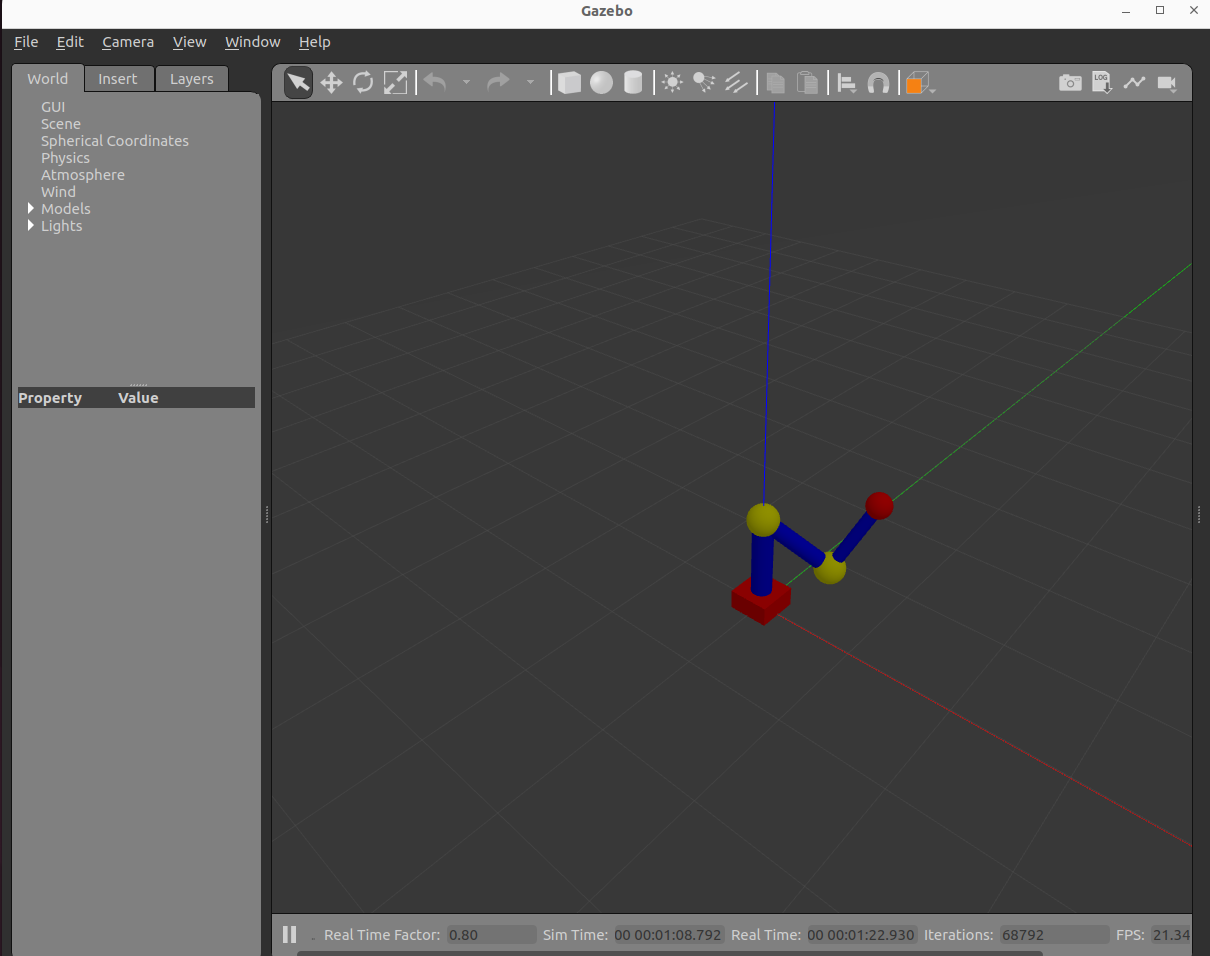 Gazebo
File Edit Camera View Window Help
World Insert Layers
LOG
GUI
Scene
Spherical Coordinates
Physics
Atmosphere
Wind
Models
Lights
Property Value
Real Time Factor: 0.80 Sim Time: 00 00:01:08.792 Real Time: 00 00:01:22.930 Iterations: 68792 FPS: 21.34